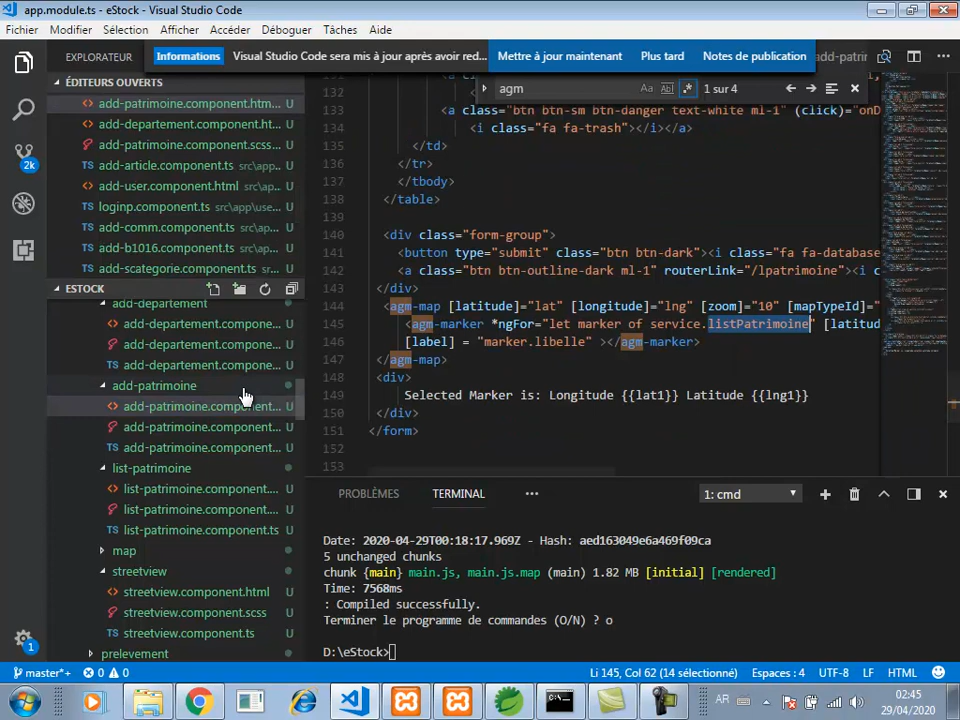 app.module.ts - eStock - Visual Studio Code
Fichier Modifier Sélection Afficher Accéder Déboguer Tâches Aide
EXPLORATEUR
Informations Visual Studio Code sera mis à jour après avoir red... Mettre à jour maintenant Plus tard Notes de publication
ÉDITEURS OUVERTS
add-patrimoine.component.htm... U
add-departement.component.ht... U
add-patrimoine.component.scss... U
TS add-article.component.ts src\app... U
add-user.component.html src\ap... U
TS loginp.component.ts src\app\use... U
TS add-comm.component.ts src\ap... U
TS add-b1016.component.ts src\ap... U
TS add-scategorie.component.ts sr... U
2k
ESTOCK
add-departement
add-departement.compone... U
add-departement.compone... U
TS add-departement.compone... U
add-patrimoine
add-patrimoine.component... U
add-patrimoine.component... U
TS add-patrimoine.component... U
list-patrimoine
list-patrimoine.component.... U
list-patrimoine.component.... U
TS list-patrimoine.component.ts U
map
streetview
streetview.component.html U
streetview.component.scss U
TS streetview.component.ts U
prelevement
1
agm Aa Abl .* 1 sur 4
132
133 <a class="btn btn-sm btn-danger text-white ml-1" (click)="onD
134 <i class="fa fa-trash"></i></a>
135 </td>
136 </tr>
137 </tbody>
138 </table>
139
140 <div class="form-group">
141 <button type="submit" class="btn btn-dark"><i class="fa fa-database
142 <a class="btn btn-outline-dark ml-1" routerLink="/lpatrimoine"><i c
143 </div>
144 <agm-map [latitude]="lat" [longitude]="lng" [zoom]="10" [mapTypeId]="
145 <agm-marker *ngFor="let marker of service.listPatrimoine" [latitud
146 [label] = "marker.libelle" ></agm-marker>
147 </agm-map>
148 <div>
149 Selected Marker is: Longitude {{lat1}} Latitude {{lng1}}
150 </div>
151 </form>
152
153
PROBLÈMES TERMINAL ... 1: cmd
Date: 2020-04-29T00:18:17.969Z - Hash: aed163049e6a469f09ca
5 unchanged chunks
chunk {main} main.js, main.js.map (main) 1.82 MB [initial] [rendered]
Time: 7568ms
: Compiled successfully.
Terminer le programme de commandes (O/N) ? o
D:\eStock>
master*+ 0 0 Li 145, Col 62 (14 sélectionné) Espaces : 4 UTF-8 LF HTML
AR 02:45
29/04/2020